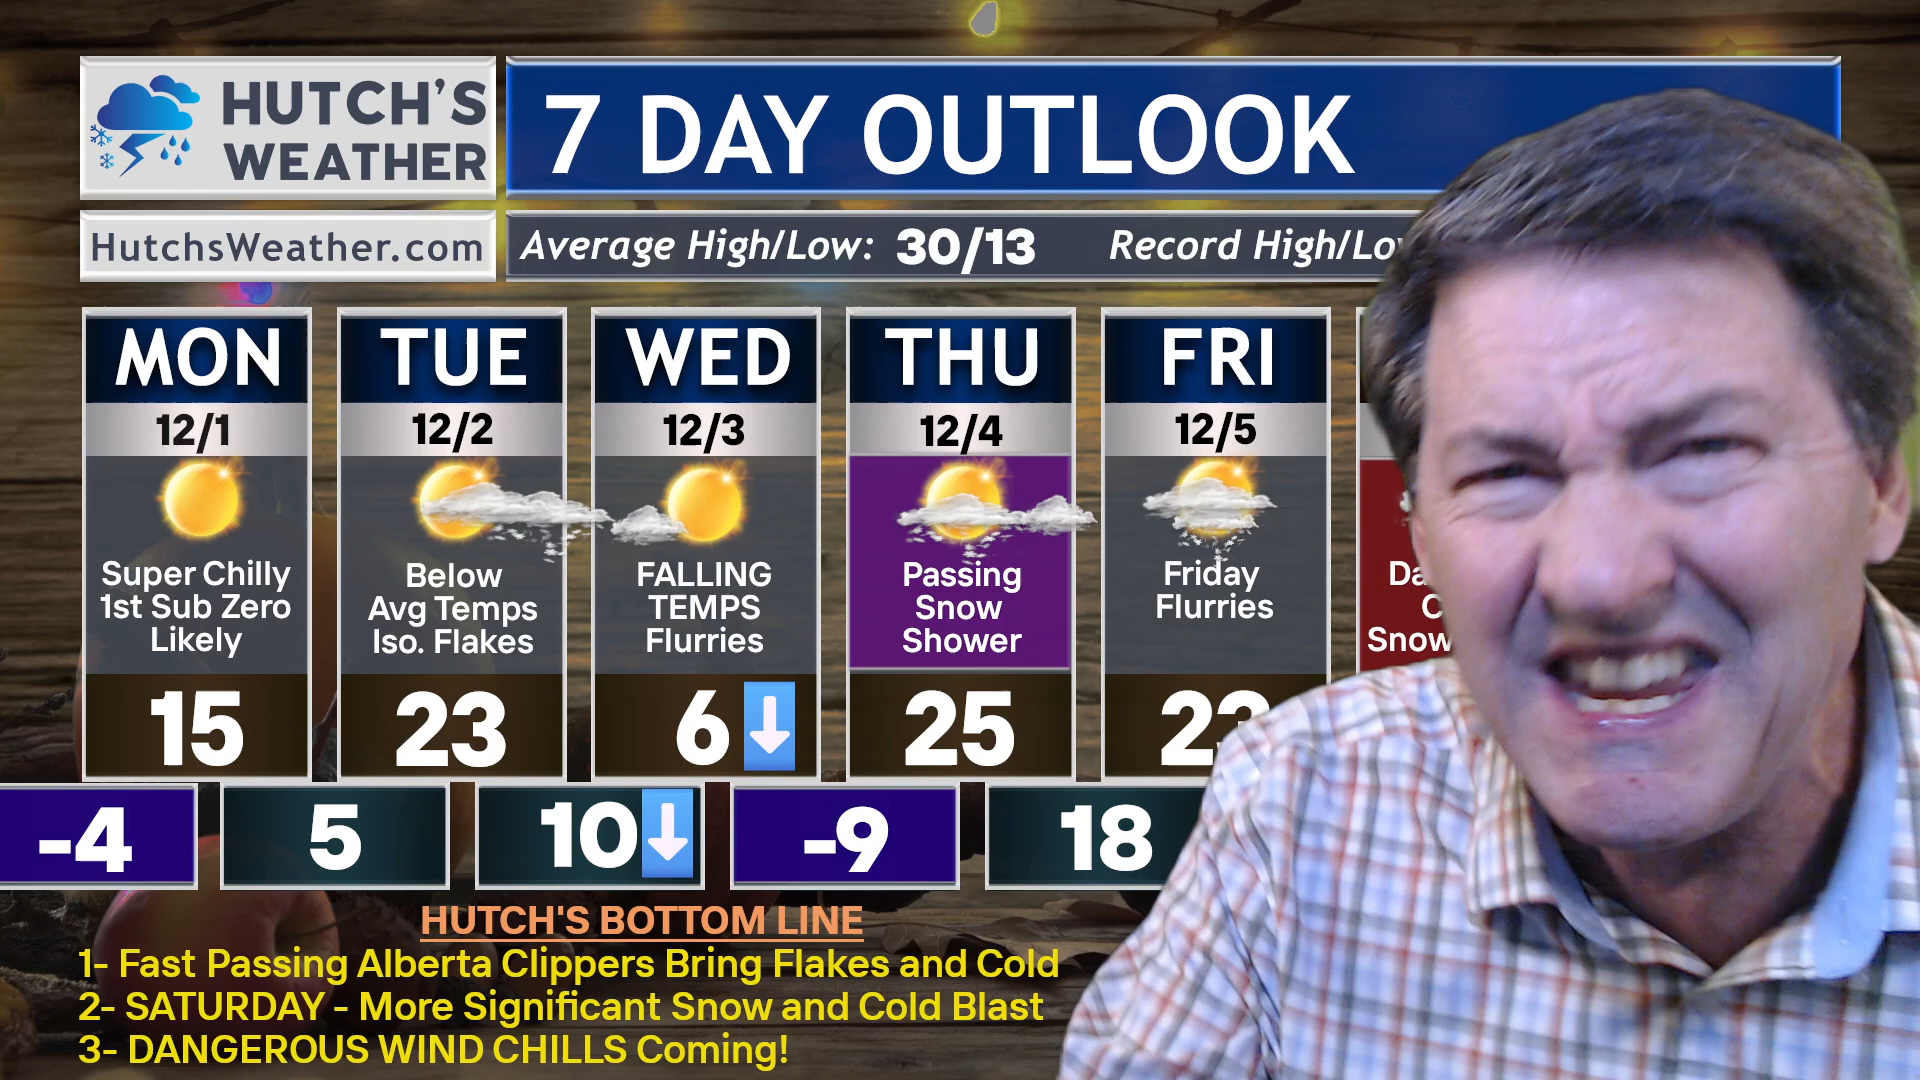 HUTCH'S
WEATHER
7 DAY OUTLOOK
HutchsWeather.com
Average High/Low: 30/13 Record
MON
12/1
Super Chilly
1st Sub Zero
Likely
15
TUE
12/2
Below
Avg Temps
Iso. Flakes
23
WED
12/3
FALLING
TEMPS
Flurries
6
THU
12/4
Passing
Snow
Shower
25
FRI
12/5
Friday
Flurries
23
Snow
-4
5
10
-9
18
HUTCH'S BOTTOM LINE
1- Fast Passing Alberta Clippers Bring Flakes and Cold
2- SATURDAY - More Significant Snow and Cold Blast
3- DANGEROUS WIND CHILLS Coming!